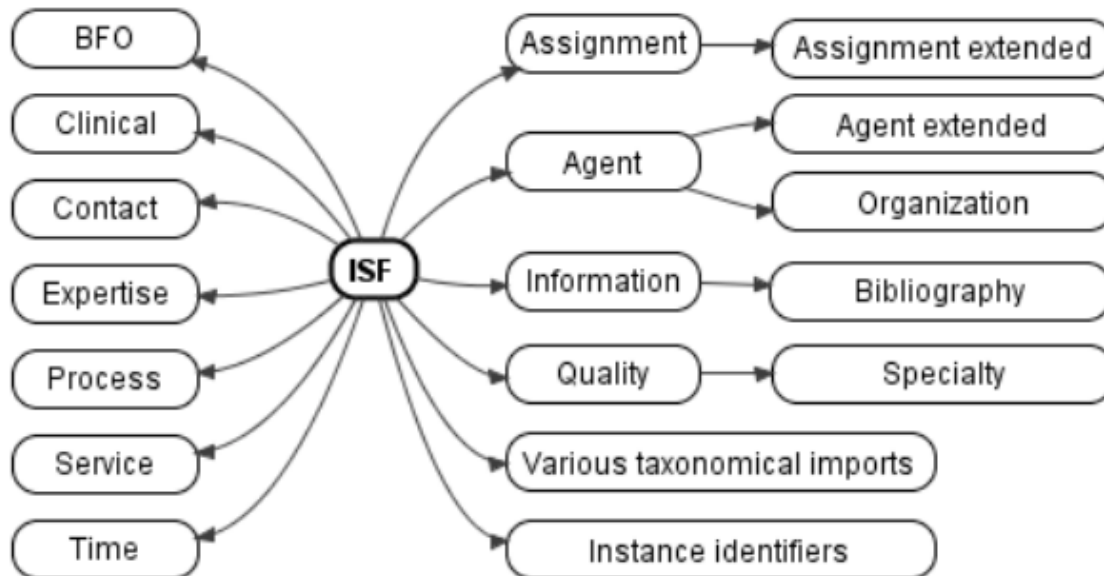 BFO
Clinical
Contact
Expertise
Process
Service
Time
ISF
Assignment
Assignment extended
Agent
Agent extended
Organization
Information
Bibliography
Quality
Specialty
Various taxonomical imports
Instance identifiers